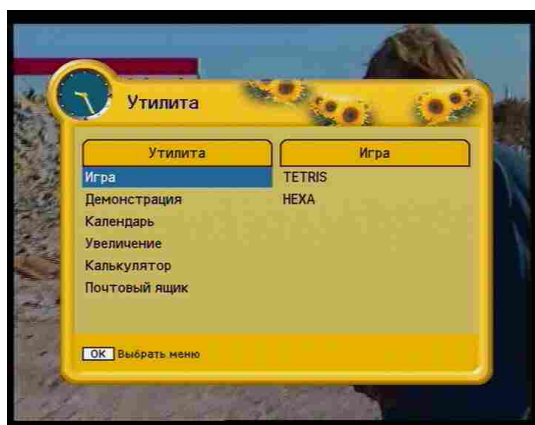 Утилита
Утилита
Игра
Игра
TETRIS
Демонстрация
HEXA
Календарь
Увеличение
Калькулятор
Почтовый ящик
OK Выбрать меню